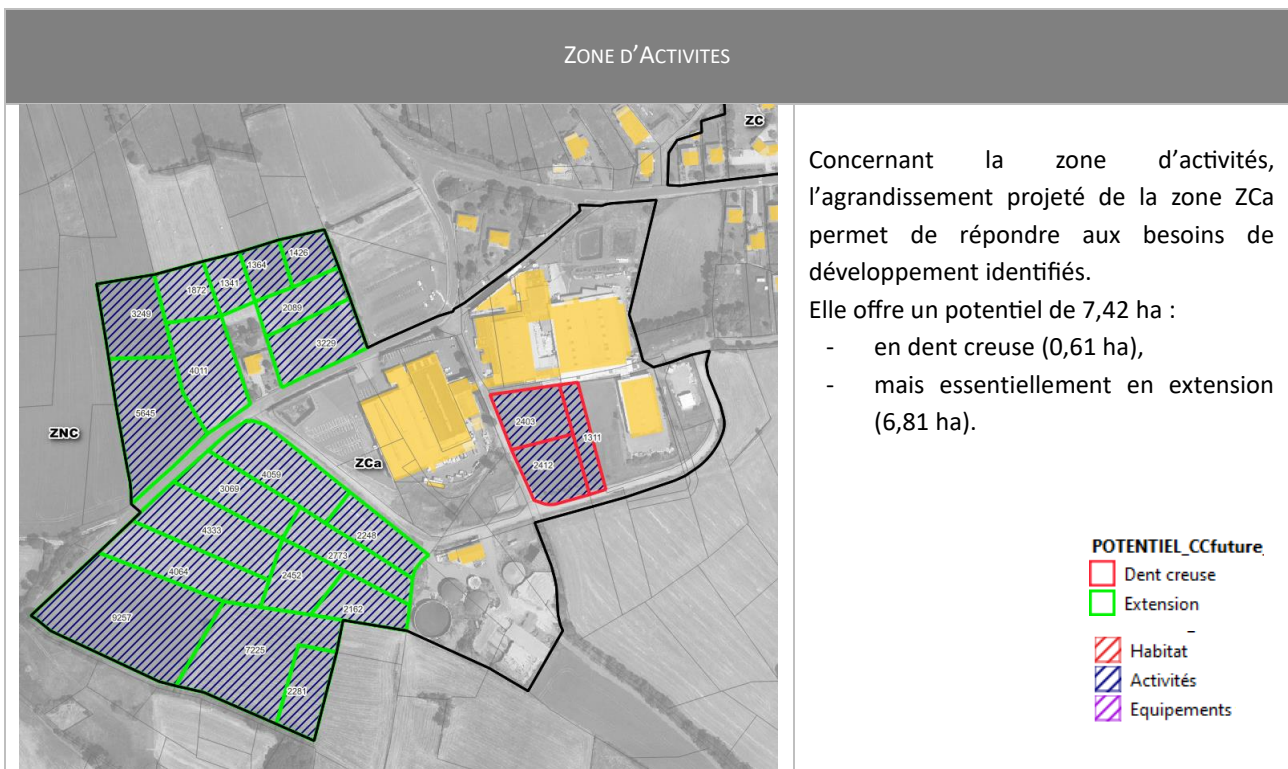 ZONE D'ACTIVITES
ZC
1426
1364
1341
1872
3249
2089
3229
4011
5645
ZNC
ZCa
2403
1311
2412
4059
3069
4333
2248
2773
4064
2452
2162
9257
7225
2281
Concernant la zone d'activités,
l'agrandissement projeté de la zone ZCa
permet de répondre aux besoins de
développement identifiés.
Elle offre un potentiel de 7,42 ha :
- en dent creuse (0,61 ha),
- mais essentiellement en extension
(6,81 ha).
POTENTIEL_CCfuture_
Dent creuse
Extension
_
Habitat
Activités
Equipements